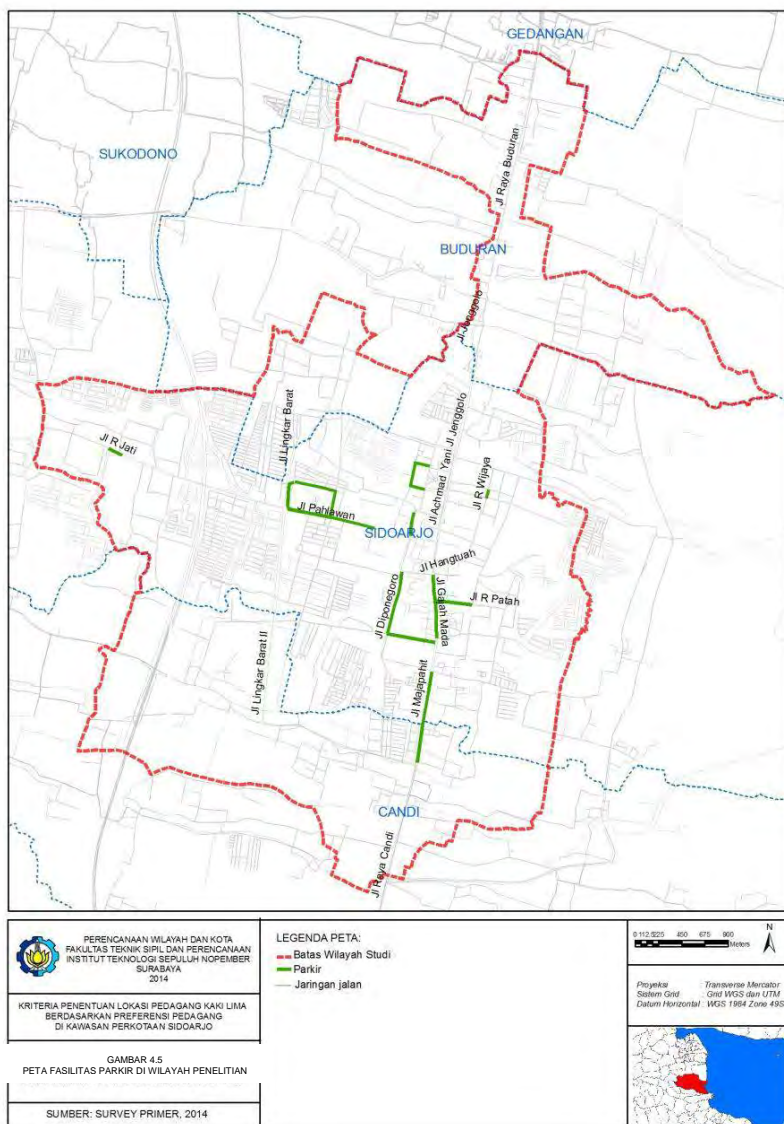 GEDANGAN
SUKODONO
Jl Raya Buduran
BUDURAN
Jl Jenggolo
Jl Lingkar Barat
Jl Achmad Yani Jl Jenggolo
Jl R Jati
Jl R Wijaya
Jl Pahlawan
SIDOARJO
Jl Hangtuah
Jl Diponegoro
Jl Gajah Mada
Jl R Patah
Jl Lingkar Barat II
Jl Majapahit
CANDI
Jl Raya Candi
PERENCANAAN WILAYAH DAN KOTA
FAKULTAS TEKNIK SIPIL DAN PERENCANAAN
INSTITUT TEKNOLOGI SEPULUH NOPEMBER
SURABAYA
2014
KRITERIA PENENTUAN LOKASI PEDAGANG KAKI LIMA
BERDASARKAN PREFERENSI PEDAGANG
DI KAWASAN PERKOTAAN SIDOARJO
GAMBAR 4.5
PETA FASILITAS PARKIR DI WILAYAH PENELITIAN
SUMBER: SURVEY PRIMER, 2014
LEGENDA PETA:
Batas Wilayah Studi
Parkir
Jaringan jalan
0 112.5225 450 675 900
Meters
N
Proyeksi : Transverse Mercator
Sistem Grid : Grid WGS dan UTM
Datum Horizontal : WGS 1984 Zone 49S